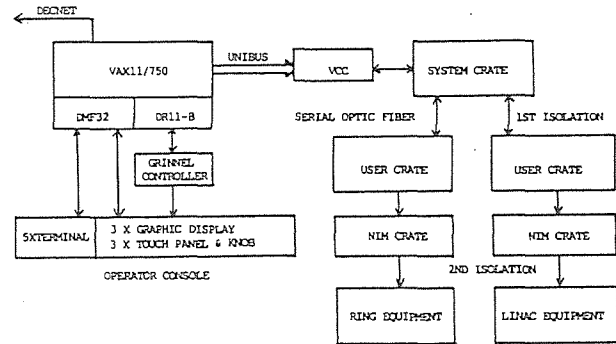 DECNET
VAX11/750
DMF32
DR11-B
UNIBUS
VCC
SYSTEM CRATE
SERIAL OPTIC FIBER
1ST ISOLATION
GRINNEL
CONTROLLER
USER CRATE
USER CRATE
5XTERMINAL
3 X GRAPHIC DISPLAY
3 X TOUCH PANEL & KNOB
OPERATOR CONSOLE
NIM CRATE
NIM CRATE
2ND ISOLATION
RING EQUIPMENT
LINAC EQUIPMENT